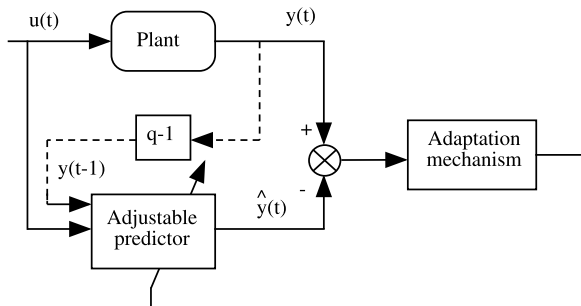 u(t)
Plant
y(t)
q-1
+
y(t-1)
Adaptation
mechanism
-
Adjustable
predictor
ŷ(t)